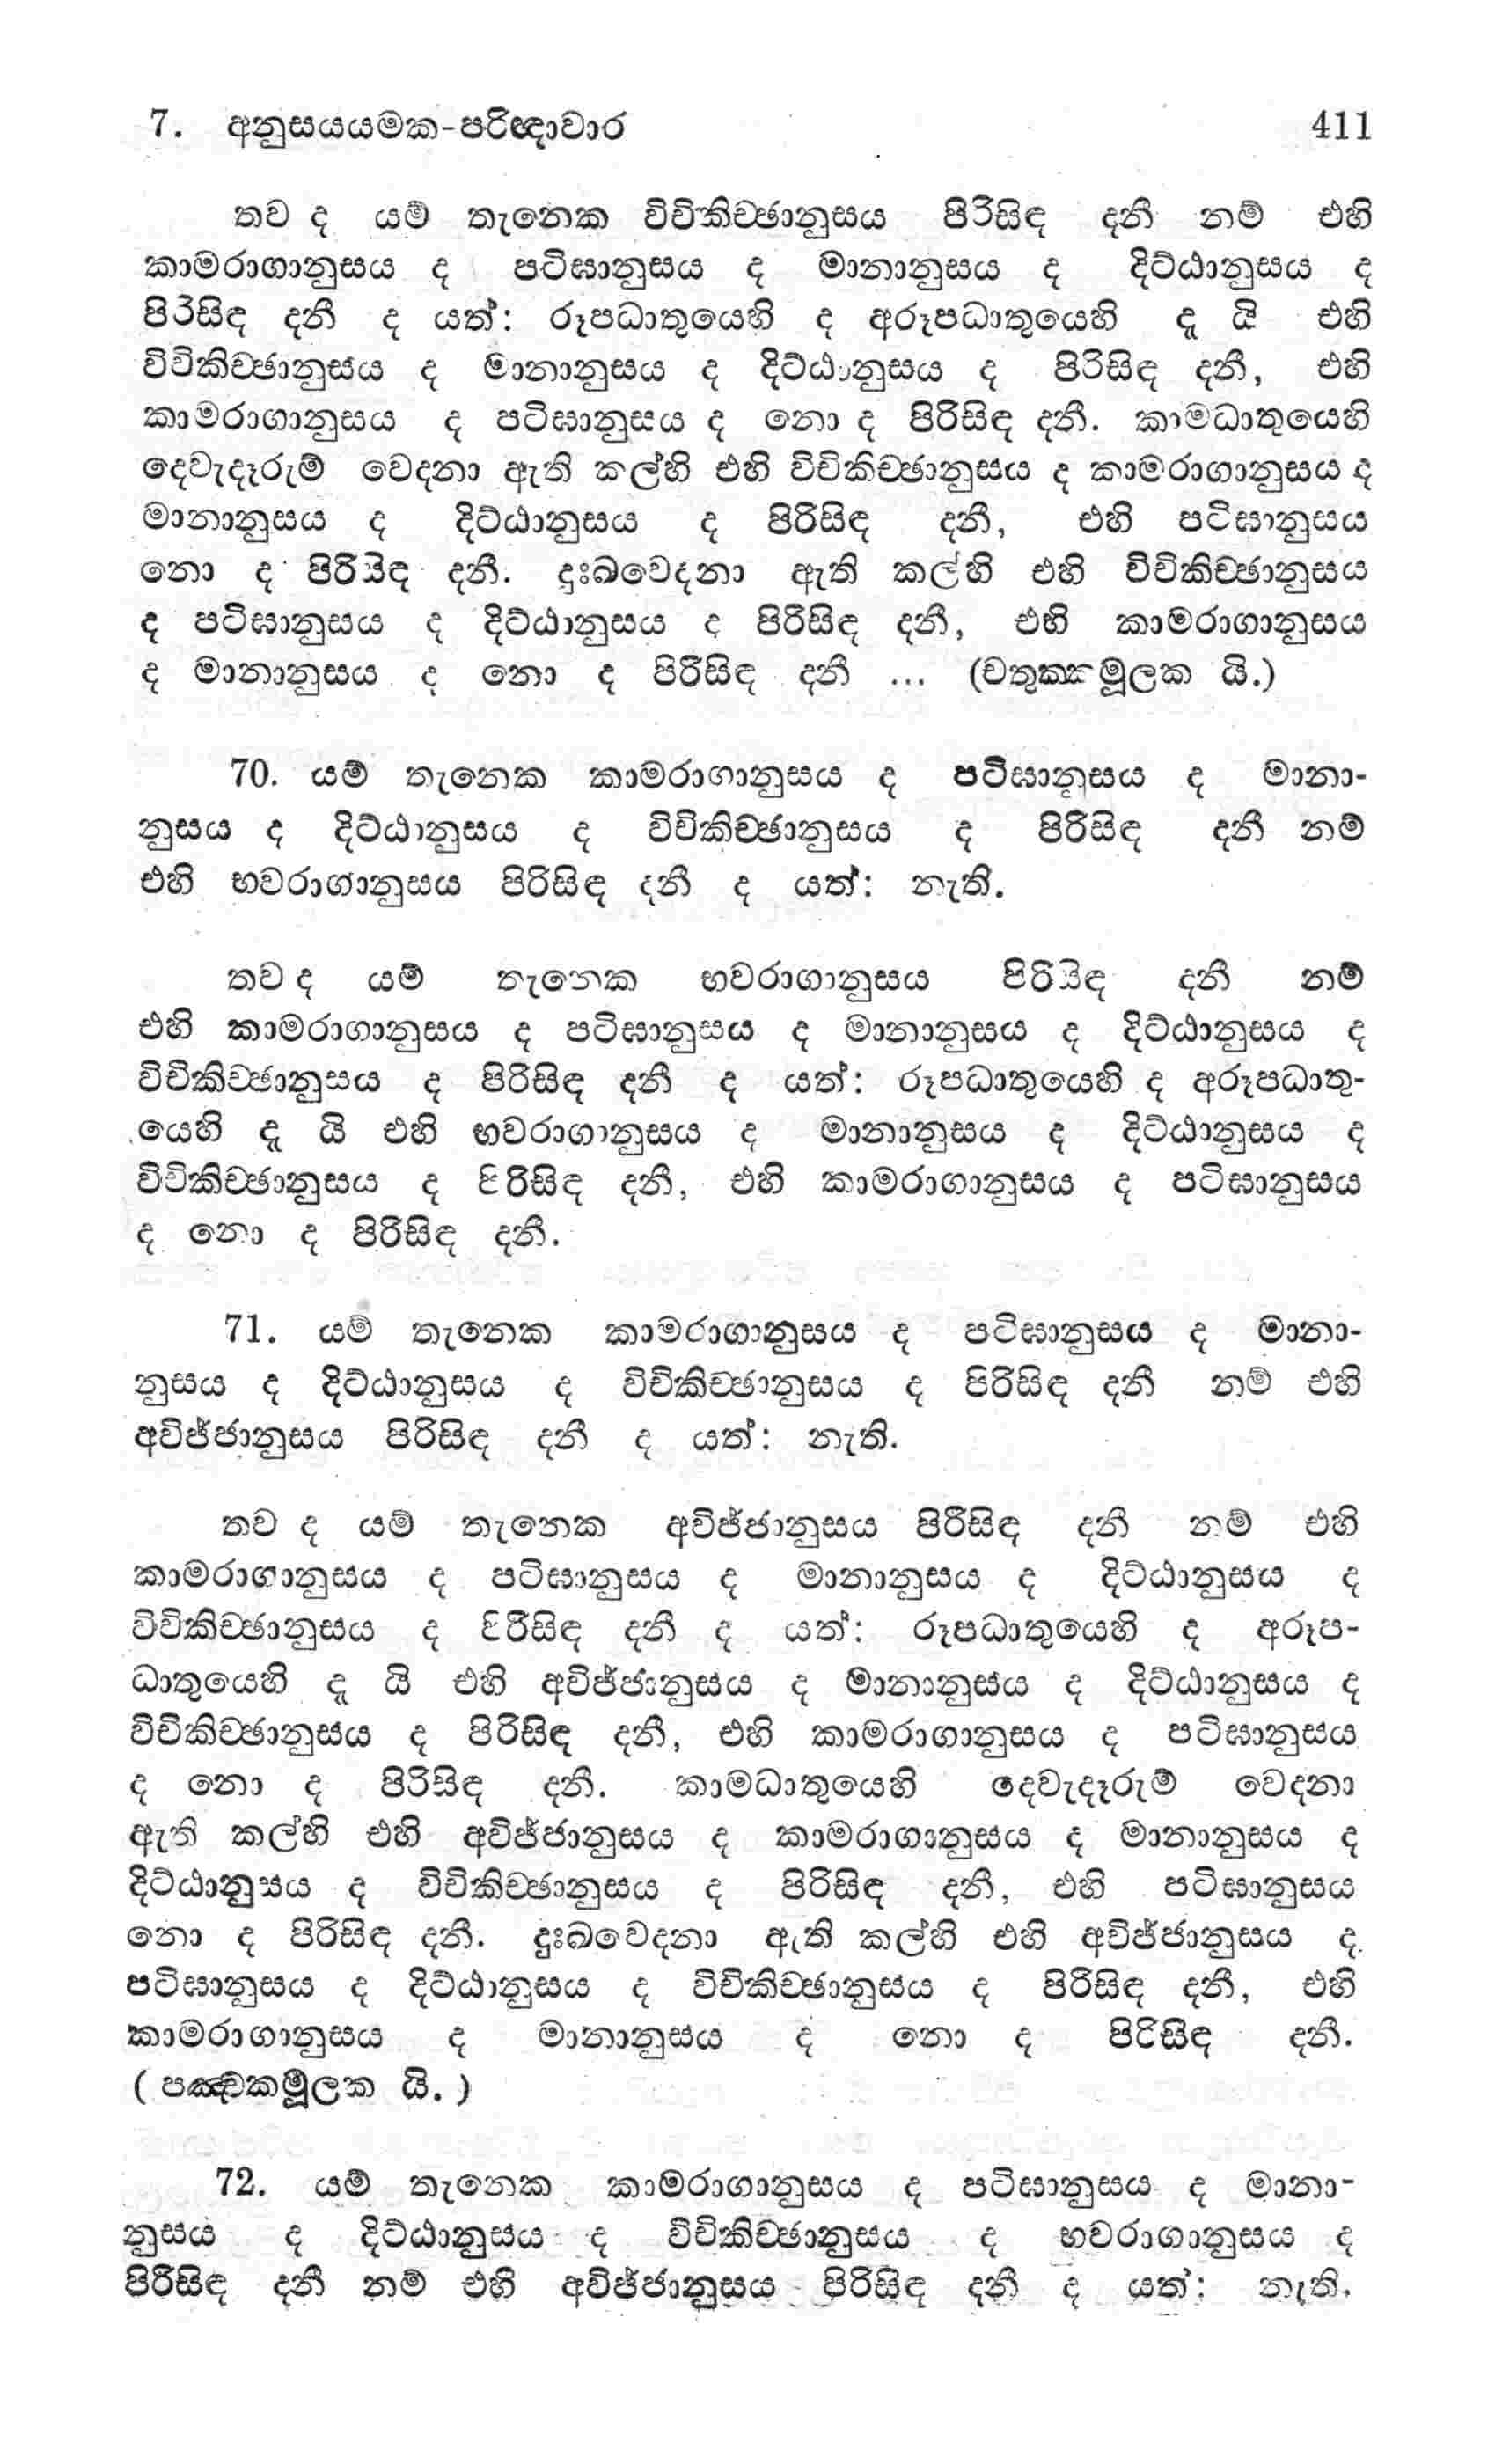 7. අනුසයයමක-පරිඥාවාර 411
තව ද යම් තැනෙක විචිකිච්ඡානුසය පිරිසිඳ දනී නම් එහි
කාමරාගානුසය ද පටිඝානුසය ද මානානුසය ද දිට්ඨානුසය ද
පිරිසිඳ දනී ද යත්: රූපධාතුයෙහි ද අරූපධාතුයෙහි දැ යි එහි
විචිකිච්ඡානුසය ද මානානුසය ද දිට්ඨානුසය ද පිරිසිඳ දනී, එහි
කාමරාගානුසය ද පටිඝානුසය ද නො ද පිරිසිඳ දනී. කාමධාතුයෙහි
දෙවැදෑරුම් වෙදනා ඇති කල්හි එහි විචිකිච්ඡානුසය ද කාමරාගානුසය ද
මානානුසය ද දිට්ඨානුසය ද පිරිසිඳ දනී, එහි පටිඝානුසය
නො ද පිරිසිඳ දනී. දුඃඛවෙදනා ඇති කල්හි එහි විචිකිච්ඡානුසය
ද පටිඝානුසය ද දිට්ඨානුසය ද පිරිසිඳ දනී, එහි කාමරාගානුසය
ද මානානුසය ද නො ද පිරිසිඳ දනී ... (චතුක්කමූලක යි.)
70. යම් තැනෙක කාමරාගානුසය ද පටිඝානුසය ද මානා-
නුසය ද දිට්ඨානුසය ද විචිකිච්ඡානුසය ද පිරිසිඳ දනී නම්
එහි භවරාගානුසය පිරිසිඳ දනී ද යත්: නැති.
තව ද යම් තැනෙක භවරාගානුසය පිරිසිඳ දනී නම්
එහි කාමරාගානුසය ද පටිඝානුසය ද මානානුසය ද දිට්ඨානුසය ද
විචිකිච්ඡානුසය ද පිරිසිඳ දනී ද යත්: රූපධාතුයෙහි ද අරූපධාතු-
යෙහි දැ යි එහි භවරාගානුසය ද මානානුසය ද දිට්ඨානුසය ද
විචිකිච්ඡානුසය ද පිරිසිඳ දනී, එහි කාමරාගානුසය ද පටිඝානුසය
ද නො ද පිරිසිඳ දනී.
71. යම් තැනෙක කාමරාගානුසය ද පටිඝානුසය ද මානා-
නුසය ද දිට්ඨානුසය ද විචිකිච්ඡානුසය ද පිරිසිඳ දනී නම් එහි
අවිජ්ජානුසය පිරිසිඳ දනී ද යත්: නැති.
තව ද යම් තැනෙක අවිජ්ජානුසය පිරිසිඳ දනී නම් එහි
කාමරාගානුසය ද පටිඝානුසය ද මානානුසය ද දිට්ඨානුසය ද
විචිකිච්ඡානුසය ද පිරිසිඳ දනී ද යත්: රූපධාතුයෙහි ද අරූප-
ධාතුයෙහි දැ යි එහි අවිජ්ජානුසය ද මානානුසය ද දිට්ඨානුසය ද
විචිකිච්ඡානුසය ද පිරිසිඳ දනී, එහි කාමරාගානුසය ද පටිඝානුසය
ද නො ද පිරිසිඳ දනී. කාමධාතුයෙහි දෙවැදෑරුම් වෙදනා
ඇති කල්හි එහි අවිජ්ජානුසය ද කාමරාගානුසය ද මානානුසය ද
දිට්ඨානුසය ද විචිකිච්ඡානුසය ද පිරිසිඳ දනී, එහි පටිඝානුසය
නො ද පිරිසිඳ දනී. දුඃඛවෙදනා ඇති කල්හි එහි අවිජ්ජානුසය ද
පටිඝානුසය ද දිට්ඨානුසය ද විචිකිච්ඡානුසය ද පිරිසිඳ දනී, එහි
කාමරාගානුසය ද මානානුසය ද නො ද පිරිසිඳ දනී.
(පඤ්චකමූලක යි.)
72. යම් තැනෙක කාමරාගානුසය ද පටිඝානුසය ද මානා-
නුසය ද දිට්ඨානුසය ද විචිකිච්ඡානුසය ද භවරාගානුසය ද
පිරිසිඳ දනී නම් එහි අවිජ්ජානුසය පිරිසිඳ දනී ද යත්: නැති.